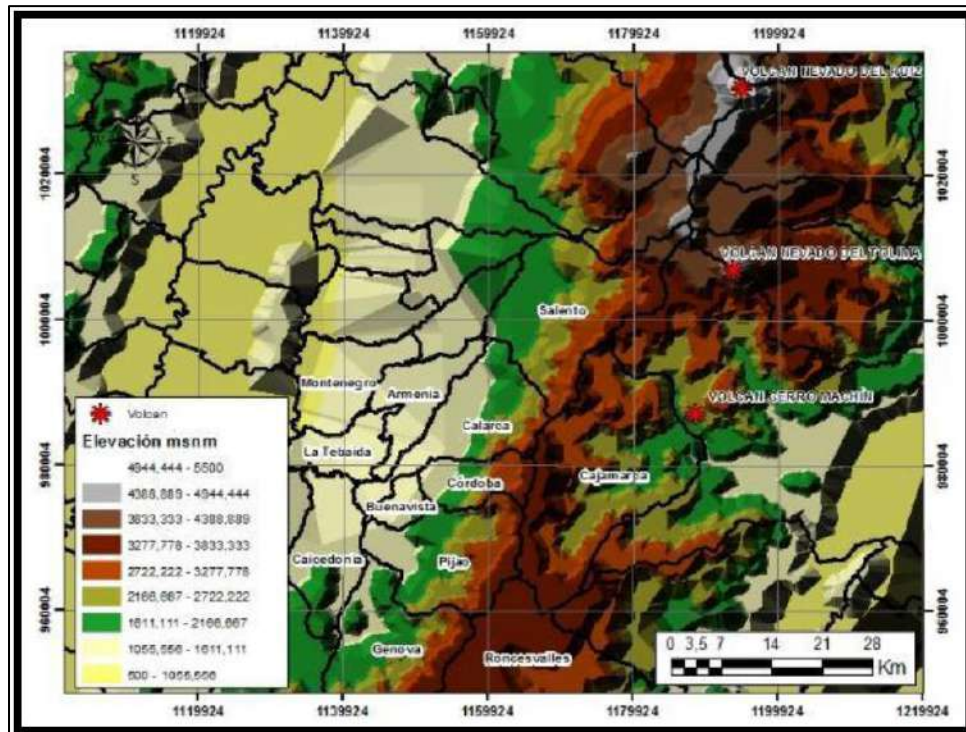 1119924 1139924 1159924 1179924 1199924
VOLCAN NEVADO DEL RUIZ
S
1020004 1020004
VOLCAN NEVADO DEL TOLIMA
Salento
1000004 1000004
Montenegro
Armenia
VOLCAN CERRO MACHÍN
Calarca
La Tebaida
980004 980004
Cordoba
Cajamarca
Buenavista
Caicedonia
Pijao
960004 960004
Genova
Roncesvalles
Volcan
Elevación msnm
4944,444 - 5500
4388,889 - 4944,444
3833,333 - 4388,889
3277,778 - 3833,333
2722,222 - 3277,778
2166,667 - 2722,222
1611,111 - 2166,667
1055,556 - 1611,111
500 - 1055,556
0 3,5 7 14 21 28
Km
1119924 1139924 1159924 1179924 1199924 1219924